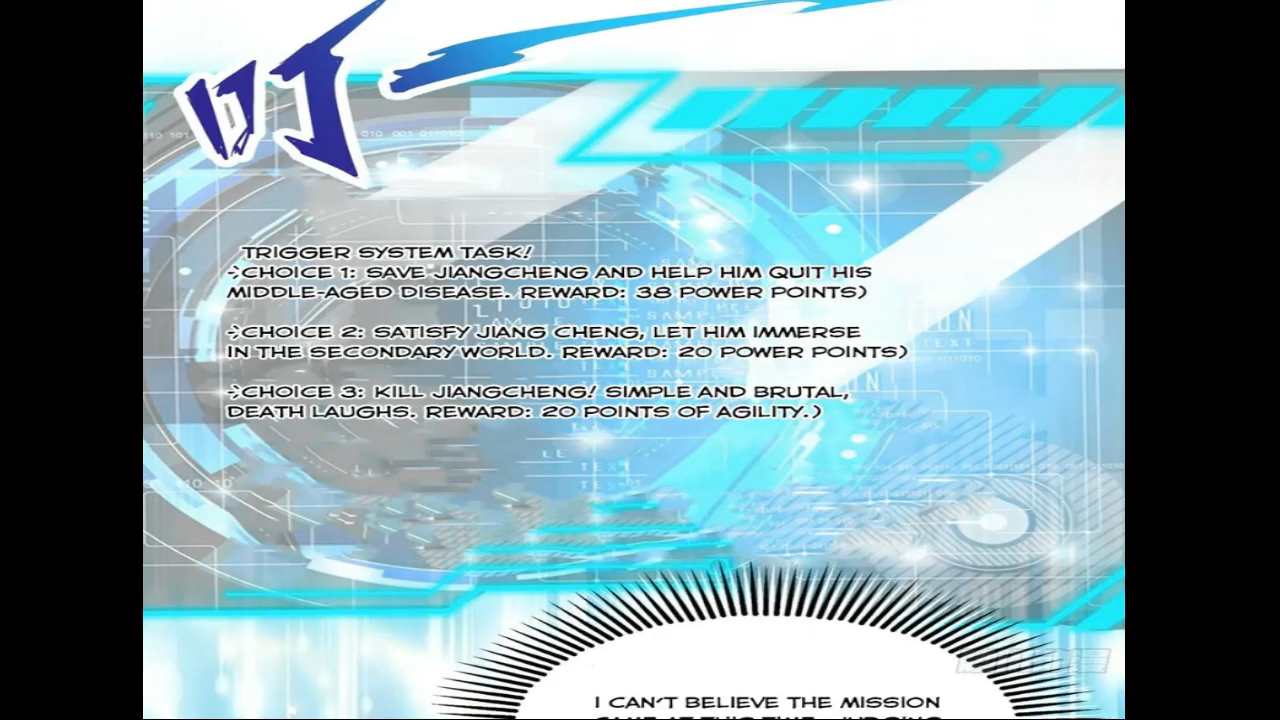 叮一
TRIGGER SYSTEM TASK!
CHOICE 1: SAVE JIANGCHENG AND HELP HIM QUIT HIS
MIDDLE-AGED DISEASE. REWARD: 38 POWER POINTS)
CHOICE 2: SATISFY JIANG CHENG, LET HIM IMMERSE
IN THE SECONDARY WORLD. REWARD: 20 POWER POINTS)
CHOICE 3: KILL JIANGCHENG! SIMPLE AND BRUTAL,
DEATH LAUGHS. REWARD: 20 POINTS OF AGILITY.)
I CAN'T BELIEVE THE MISSION